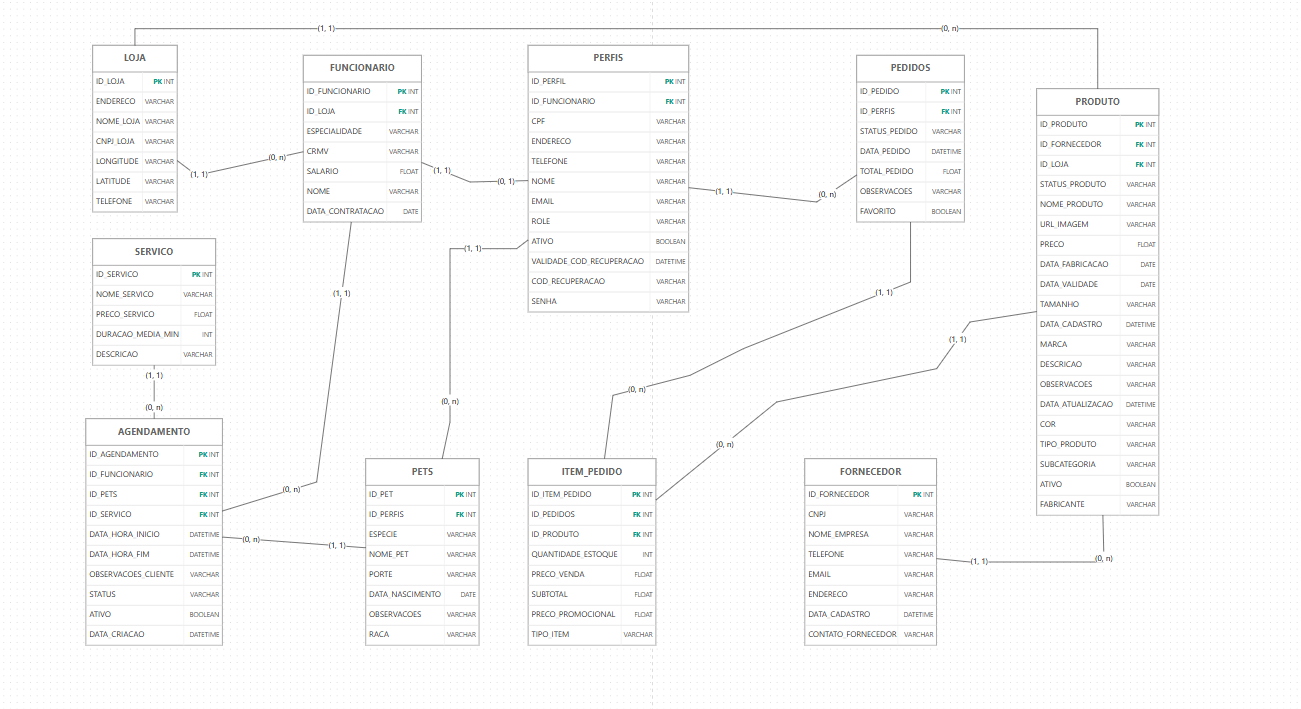 (1, 1)
(0, n)
LOJA
ID_LOJA PK INT
ENDERECO VARCHAR
NOME_LOJA VARCHAR
CNPJ_LOJA VARCHAR
LONGITUDE VARCHAR
LATITUDE VARCHAR
TELEFONE VARCHAR
(1, 1)
(0, n)
FUNCIONARIO
ID_FUNCIONARIO PK INT
ID_LOJA FK INT
ESPECIALIDADE VARCHAR
CRMV VARCHAR
SALARIO FLOAT
NOME VARCHAR
DATA_CONTRATACAO DATE
(1, 1)
(0, 1)
PERFIS
ID_PERFIL PK INT
ID_FUNCIONARIO FK INT
CPF VARCHAR
ENDERECO VARCHAR
TELEFONE VARCHAR
NOME VARCHAR
EMAIL VARCHAR
ROLE VARCHAR
ATIVO BOOLEAN
VALIDADE_COD_RECUPERACAO DATETIME
COD_RECUPERACAO VARCHAR
SENHA VARCHAR
(1, 1)
(0, n)
PEDIDOS
ID_PEDIDO PK INT
ID_PERFIS FK INT
STATUS_PEDIDO VARCHAR
DATA_PEDIDO DATETIME
TOTAL_PEDIDO FLOAT
OBSERVACOES VARCHAR
FAVORITO BOOLEAN
PRODUTO
ID_PRODUTO PK INT
ID_FORNECEDOR FK INT
ID_LOJA FK INT
STATUS_PRODUTO VARCHAR
NOME_PRODUTO VARCHAR
URL_IMAGEM VARCHAR
PRECO FLOAT
DATA_FABRICACAO DATE
DATA_VALIDADE DATE
TAMANHO VARCHAR
DATA_CADASTRO DATETIME
MARCA VARCHAR
DESCRICAO VARCHAR
OBSERVACOES VARCHAR
DATA_ATUALIZACAO DATETIME
COR VARCHAR
TIPO_PRODUTO VARCHAR
SUBCATEGORIA VARCHAR
ATIVO BOOLEAN
FABRICANTE VARCHAR
SERVICO
ID_SERVICO PK INT
NOME_SERVICO VARCHAR
PRECO_SERVICO FLOAT
DURACAO_MEDIA_MIN INT
DESCRICAO VARCHAR
(1, 1)
(0, n)
(1, 1)
(0, n)
(1, 1)
(0, n)
(1, 1)
(0, n)
(1, 1)
(0, n)
AGENDAMENTO
ID_AGENDAMENTO PK INT
ID_FUNCIONARIO FK INT
ID_PETS FK INT
ID_SERVICO FK INT
DATA_HORA_INICIO DATETIME
DATA_HORA_FIM DATETIME
OBSERVACOES_CLIENTE VARCHAR
STATUS VARCHAR
ATIVO BOOLEAN
DATA_CRIACAO DATETIME
(0, n)
(1, 1)
PETS
ID_PET PK INT
ID_PERFIS FK INT
ESPECIE VARCHAR
NOME_PET VARCHAR
PORTE VARCHAR
DATA_NASCIMENTO DATE
OBSERVACOES VARCHAR
RACA VARCHAR
ITEM_PEDIDO
ID_ITEM_PEDIDO PK INT
ID_PEDIDOS FK INT
ID_PRODUTO FK INT
QUANTIDADE_ESTOQUE INT
PRECO_VENDA FLOAT
SUBTOTAL FLOAT
PRECO_PROMOCIONAL FLOAT
TIPO_ITEM VARCHAR
FORNECEDOR
ID_FORNECEDOR PK INT
CNPJ VARCHAR
NOME_EMPRESA VARCHAR
TELEFONE VARCHAR
EMAIL VARCHAR
ENDERECO VARCHAR
DATA_CADASTRO DATETIME
CONTATO_FORNECEDOR VARCHAR
(1, 1)
(0, n)